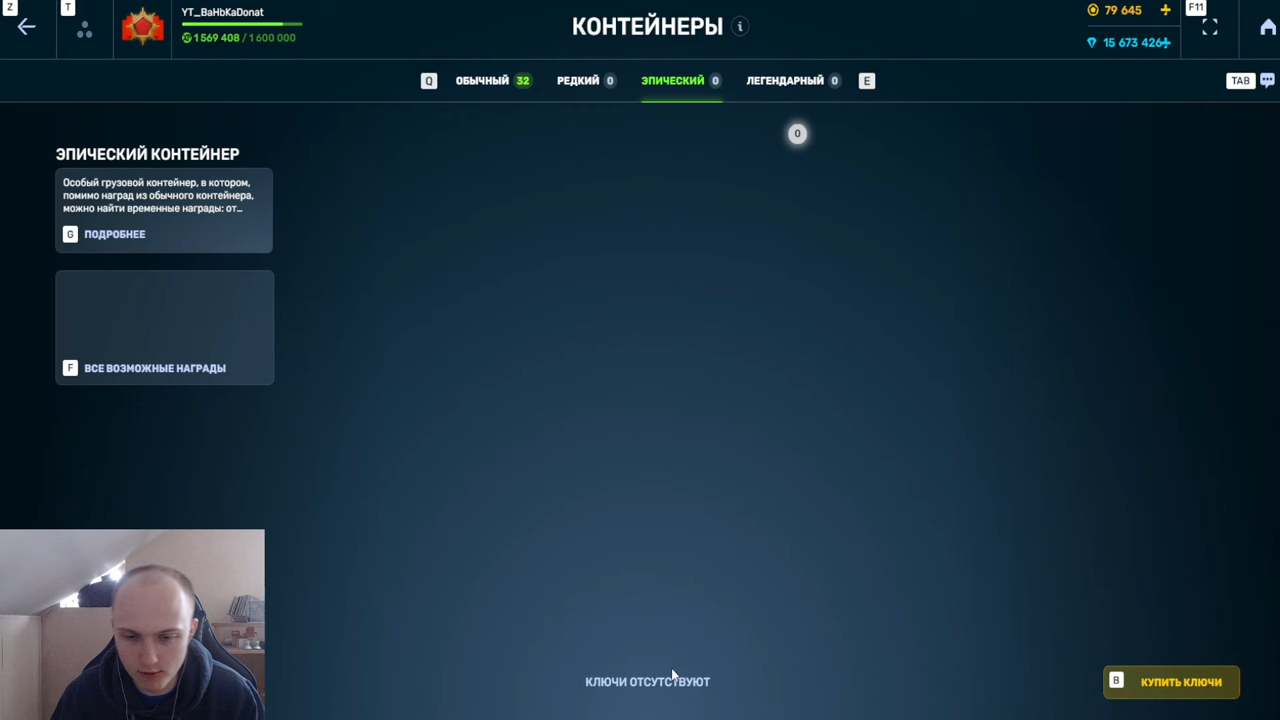 Z
T
YT_BaHbKaDonat
1 569 408 / 1 600 000
КОНТЕЙНЕРЫ
i
79 645 +
15 673 426+
F11
Q
ОБЫЧНЫЙ 32
РЕДКИЙ 0
ЭПИЧЕСКИЙ 0
ЛЕГЕНДАРНЫЙ 0
E
TAB
0
ЭПИЧЕСКИЙ КОНТЕЙНЕР
Особый грузовой контейнер, в котором,
помимо наград из обычного контейнера,
можно найти временные награды: от...
G ПОДРОБНЕЕ
F ВСЕ ВОЗМОЖНЫЕ НАГРАДЫ
КЛЮЧИ ОТСУТСТВУЮТ
B КУПИТЬ КЛЮЧИ